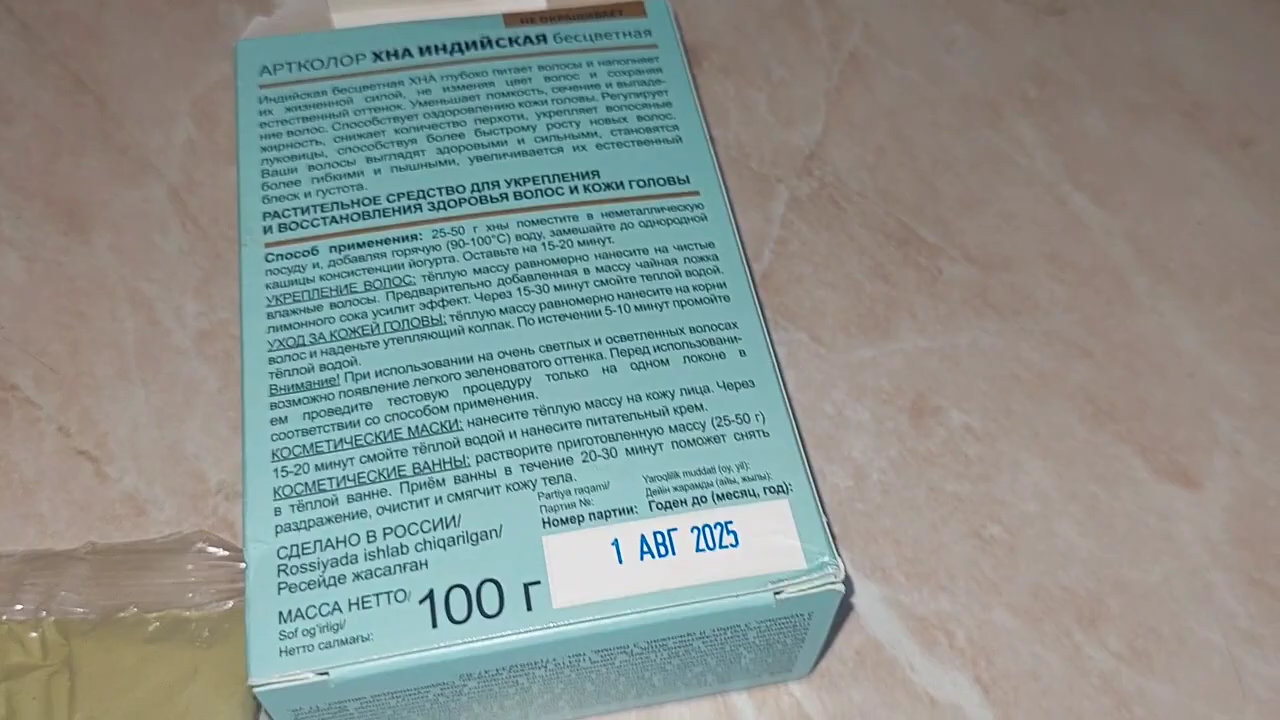 НЕ ОКРАШИВАЕТ
АРТКОЛОР ХНА ИНДИЙСКАЯ бесцветная
Индийская бесцветная ХНА глубоко питает волосы и наполняет
их жизненной силой, не изменяя цвет волос и сохраняя
естественный оттенок. Уменьшает ломкость, сечение и выпаде-
ние волос. Способствует оздоровлению кожи головы. Регулирует
жирность, снижает количество перхоти, укрепляет волосяные
луковицы, способствуя более быстрому росту новых волос.
Ваши волосы выглядят здоровыми и сильными, становятся
более гибкими и пышными, увеличивается их естественный
блеск и густота.
РАСТИТЕЛЬНОЕ СРЕДСТВО ДЛЯ УКРЕПЛЕНИЯ
И ВОССТАНОВЛЕНИЯ ЗДОРОВЬЯ ВОЛОС И КОЖИ ГОЛОВЫ
Способ применения: 25-50 г хны поместите в неметаллическую
посуду и, добавляя горячую (90-100°С) воду, замешайте до однородной
кашицы консистенции йогурта. Оставьте на 15-20 минут.
УКРЕПЛЕНИЕ ВОЛОС: тёплую массу равномерно нанесите на чистые
влажные волосы. Предварительно добавленная в массу чайная ложка
лимонного сока усилит эффект. Через 15-30 минут смойте теплой водой.
УХОД ЗА КОЖЕЙ ГОЛОВЫ: тёплую массу равномерно нанесите на корни
волос и наденьте утепляющий колпак. По истечении 5-10 минут промойте
тёплой водой.
Внимание! При использовании на очень светлых и осветленных волосах
возможно появление легкого зеленоватого оттенка. Перед использовани-
ем проведите тестовую процедуру только на одном локоне в
соответствии со способом применения.
КОСМЕТИЧЕСКИЕ МАСКИ: нанесите тёплую массу на кожу лица. Через
15-20 минут смойте тёплой водой и нанесите питательный крем.
КОСМЕТИЧЕСКИЕ ВАННЫ: растворите приготовленную массу (25-50 г)
в тёплой ванне. Приём ванны в течение 20-30 минут поможет снять
раздражение, очистит и смягчит кожу тела.
СДЕЛАНО В РОССИИ/
Rossiyada ishlab chiqarilgan/
Ресейде жасалған
Partiya raqami/
Партия №:
Номер партии:
Yaroqlilik muddati (oy, yil):
Дейін жарамды (айы, жылы):
Годен до (месяц, год):
1 АВГ 2025
МАССА НЕТТО/
Sof og'irligi/
Нетто салмағы:
100 г